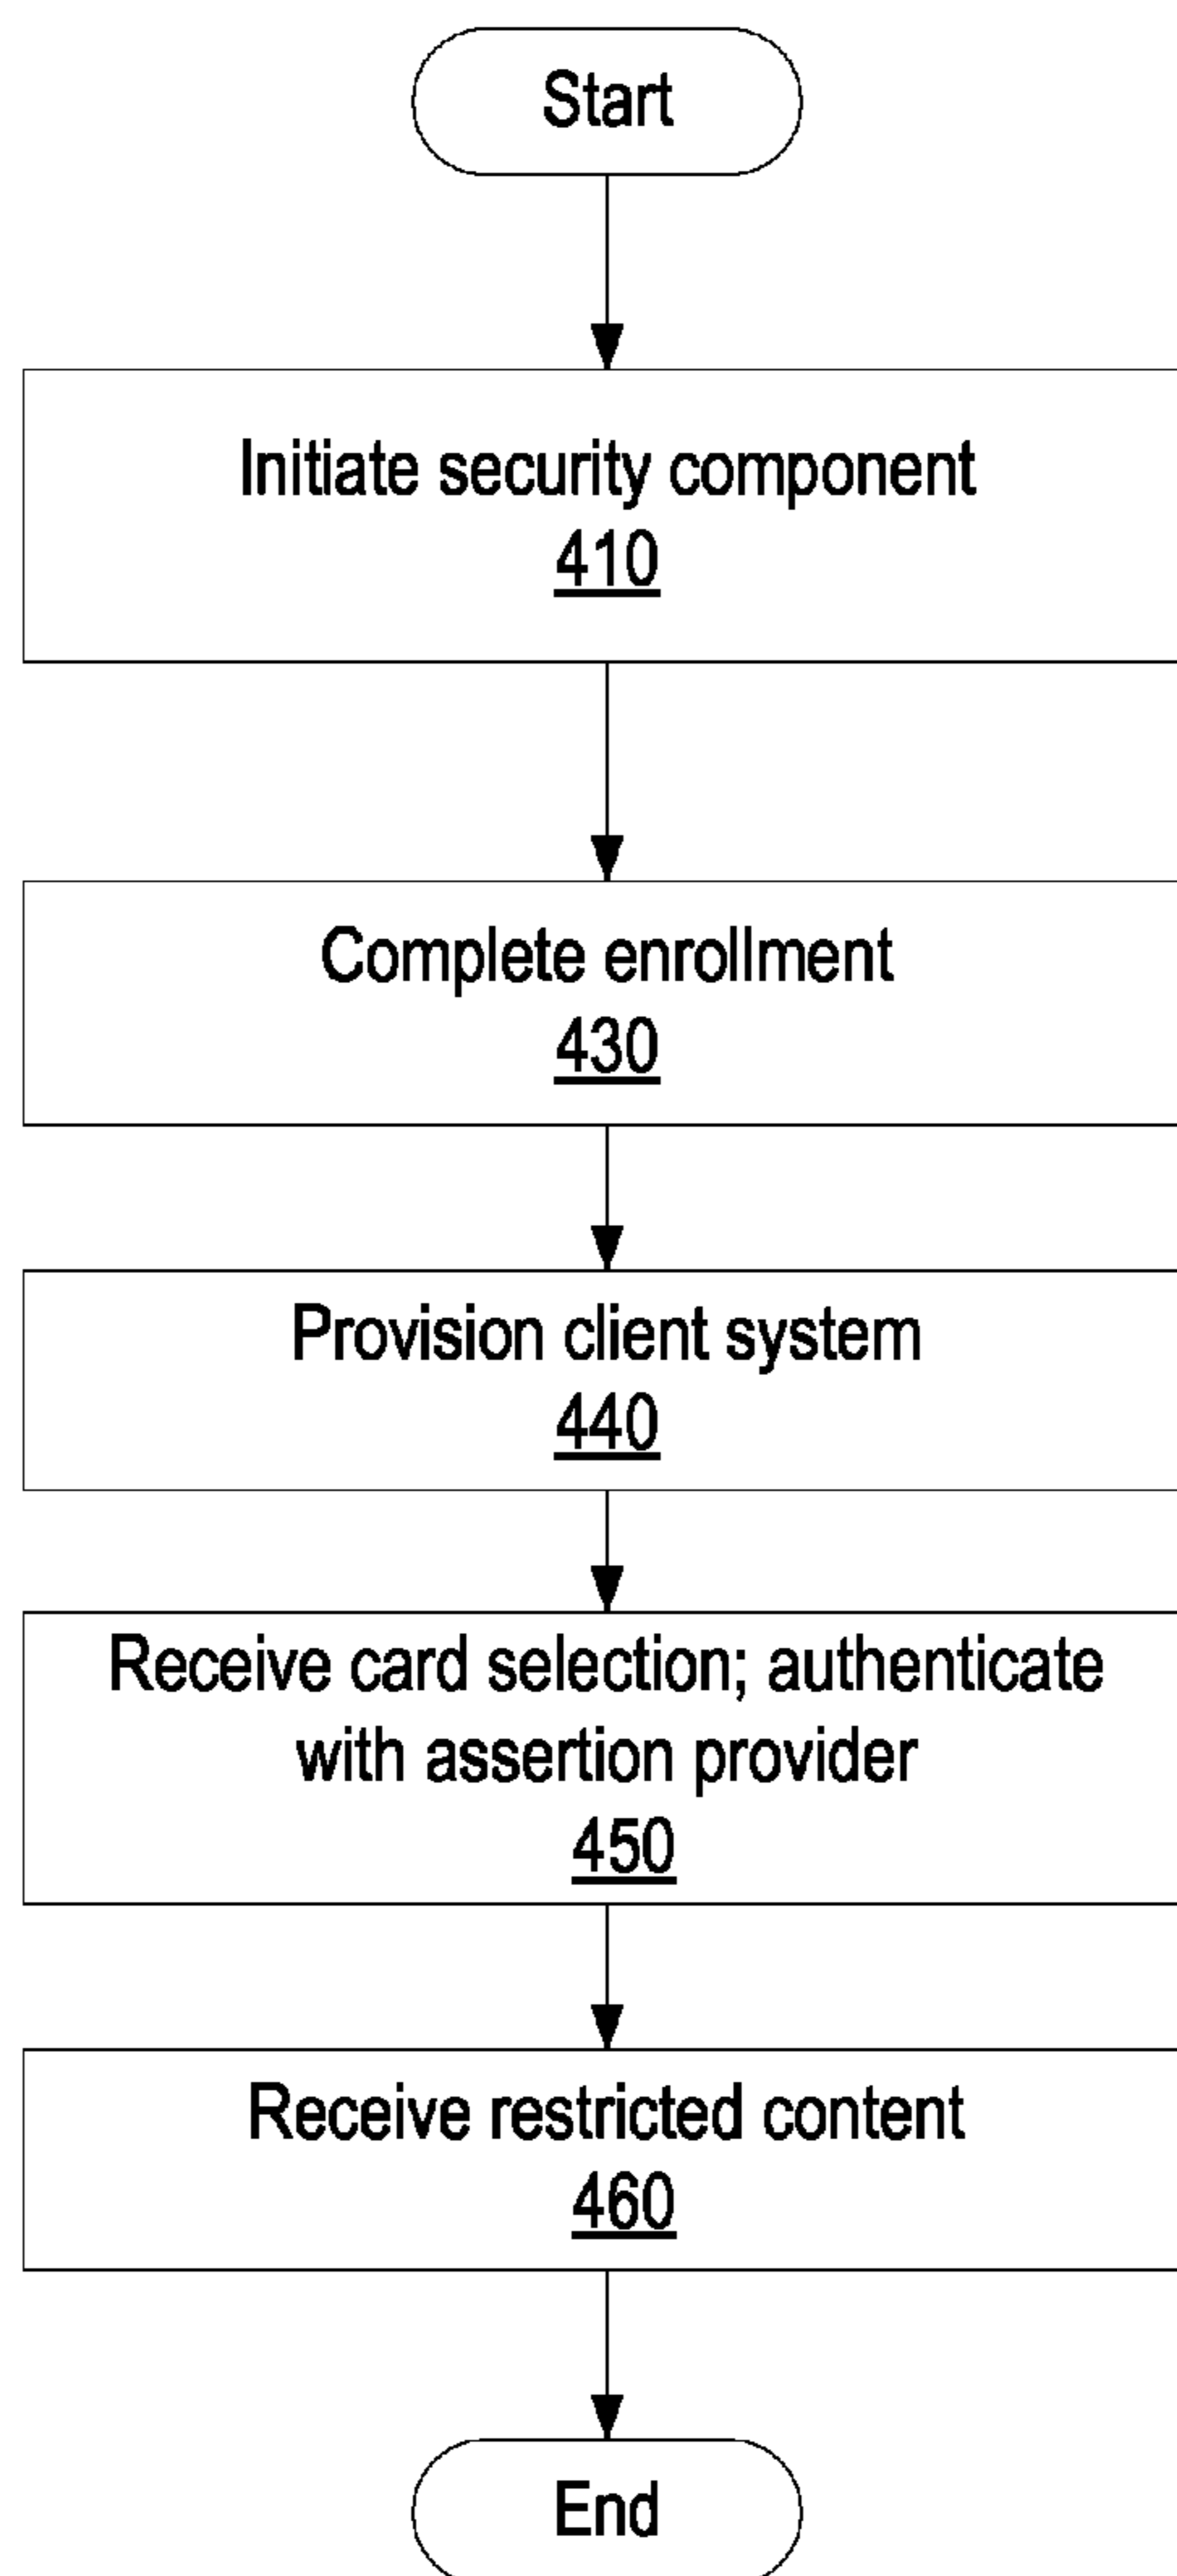 Start
Initiate security component
410
Complete enrollment
430
Provision client system
440
Receive card selection; authenticate
with assertion provider
450
Receive restricted content
460
End